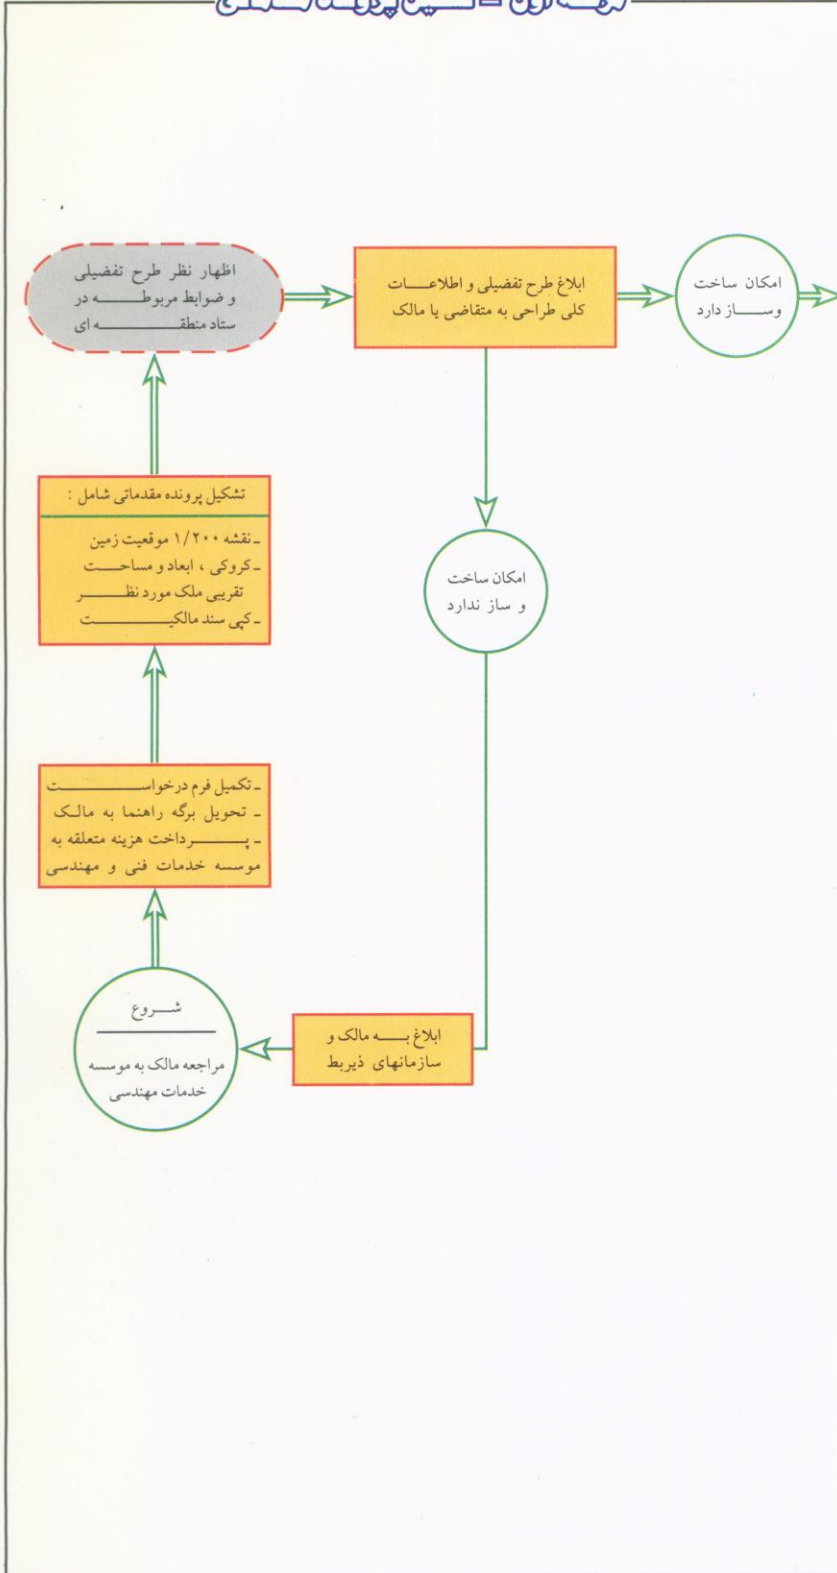 اظهار نظر طرح تفضیلی
و ضوابط مربوطه در
ستاد منطقه ای
ابلاغ طرح تفضیلی و اطلاعات
کلی طراحی به متقاضی یا مالک
امکان ساخت
وساز دارد
تشکیل پرونده مقدماتی شامل :
ـ نقشه ۱/۲۰۰ موقعیت زمین
ـ کروکی ، ابعاد و مساحت
تقریبی ملک مورد نظر
ـ کپی سند مالکیت
امکان ساخت
و ساز ندارد
ـ تکمیل فرم درخواست
ـ تحویل برگه راهنما به مالک
ـ پرداخت هزینه متعلقه به
موسسه خدمات فنی و مهندسی
شروع
مراجعه مالک به موسسه
خدمات مهندسی
ابلاغ به مالک و
سازمانهای ذیربط